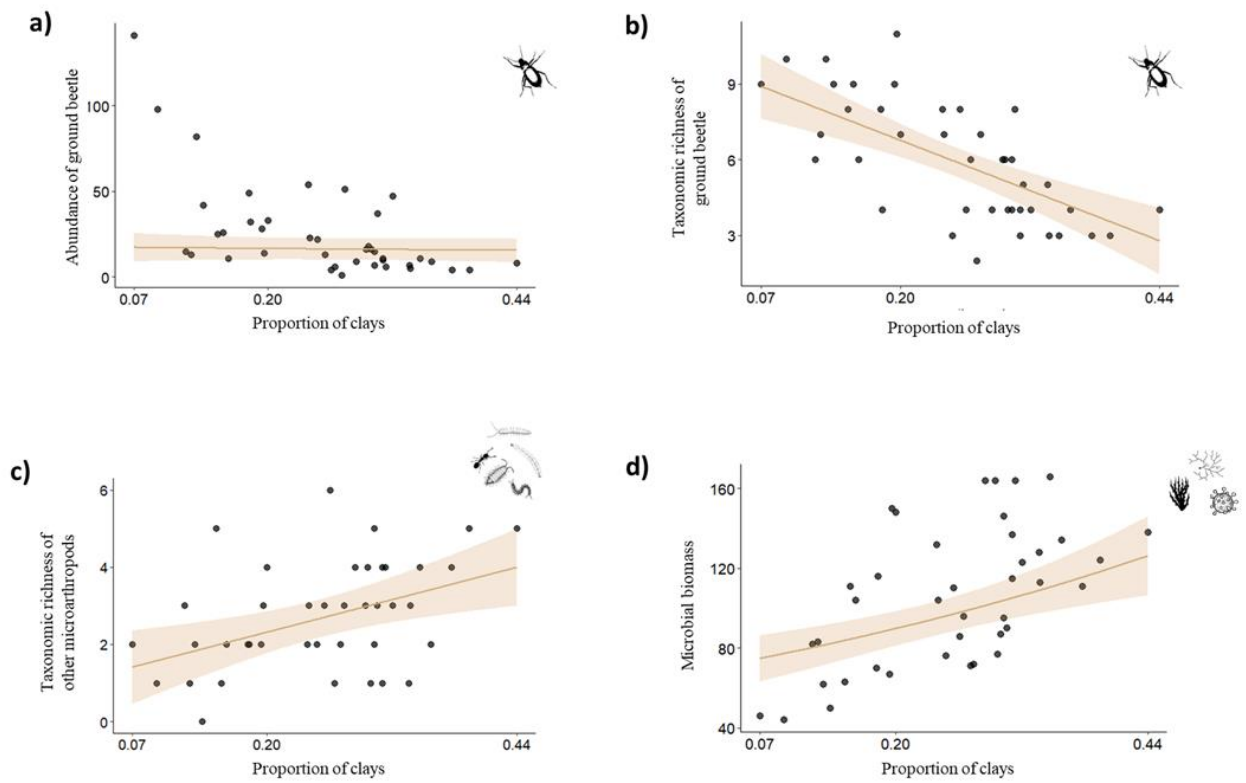 a)
Abundance of ground beetle
100
50
0
0.07 0.20 0.44
Proportion of clays
b)
Taxonomic richness of
ground beetle
9
6
3
0.07 0.20 0.44
Proportion of clays
c)
Taxonomic richness of
other microarthropods
6
4
2
0
0.07 0.20 0.44
Proportion of clays
d)
Microbial biomass
160
120
80
40
0.07 0.20 0.44
Proportion of clays